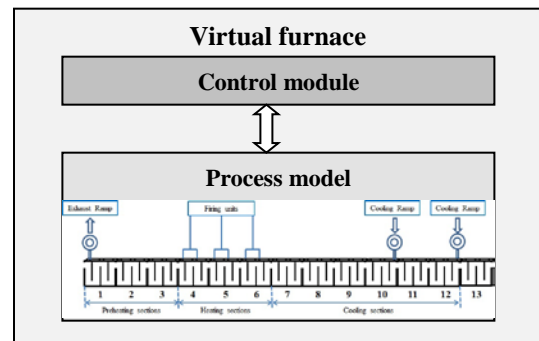 Virtual furnace
Control module
Process model
Exhaust Ramp Firing units Cooling Ramp Cooling Ramp
1 2 3 4 5 6 7 8 9 10 11 12 13
Preheating sections Heating sections Cooling sections